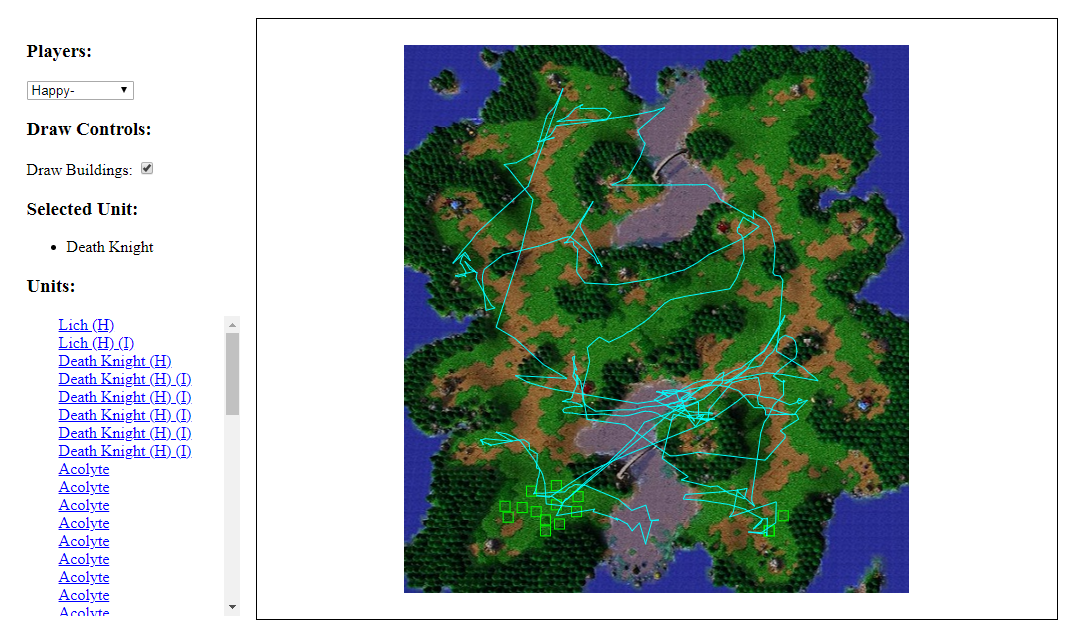 Players:
Happy-
Draw Controls:
Draw Buildings:
Selected Unit:
Death Knight
Units:
Lich (H)
Lich (H) (I)
Death Knight (H)
Death Knight (H) (I)
Death Knight (H) (I)
Death Knight (H) (I)
Death Knight (H) (I)
Death Knight (H) (I)
Acolyte
Acolyte
Acolyte
Acolyte
Acolyte
Acolyte
Acolyte
Acolyte
Acolyte